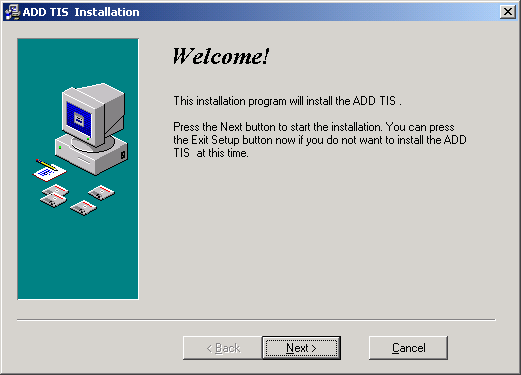 ADD TIS  Installation
Welcome!
This installation program will install the ADD TIS .
Press the Next button to start the installation. You can press
the Exit Setup button now if you do not want to install the ADD
TIS  at this time.
< Back
Next >
Cancel